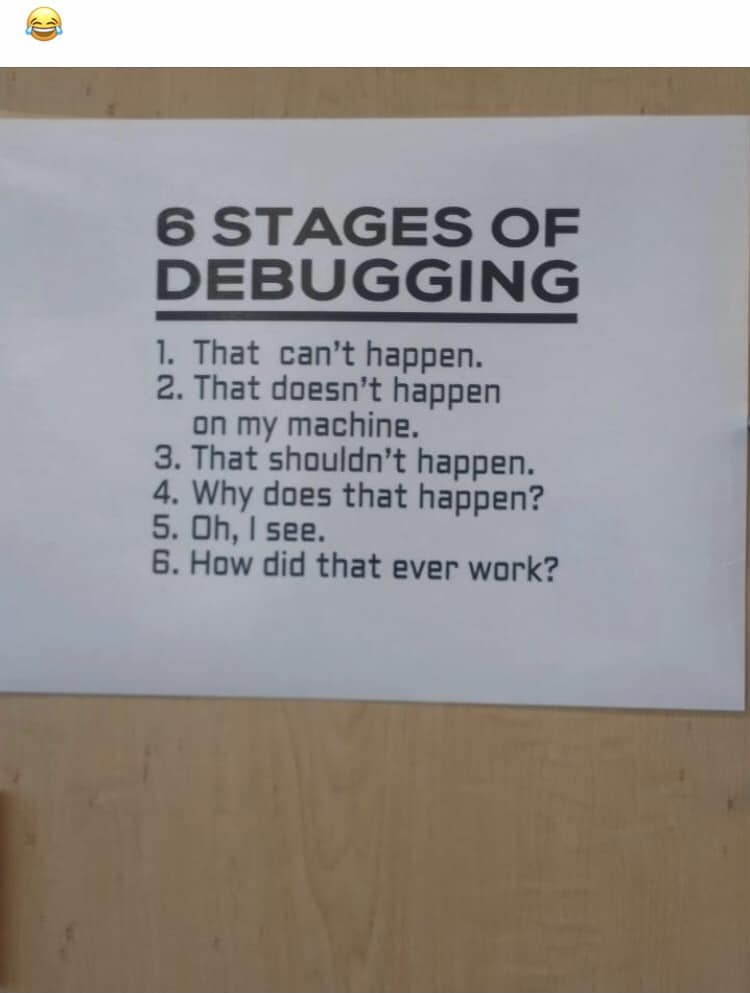 😂
6 STAGES OF
DEBUGGING
1. That can't happen.
2. That doesn't happen
on my machine.
3. That shouldn't happen.
4. Why does that happen?
5. Oh, I see.
6. How did that ever work?